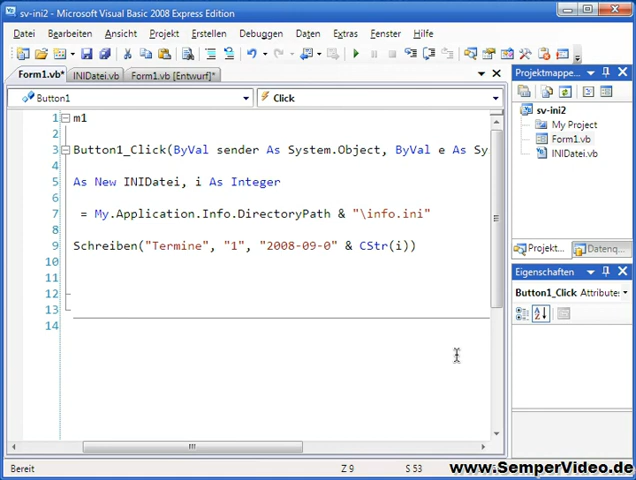 sv-ini2 - Microsoft Visual Basic 2008 Express Edition
Datei Bearbeiten Ansicht Projekt Erstellen Debuggen Daten Extras Fenster Hilfe
Form1.vb* INIDatei.vb Form1.vb [Entwurf]*
Button1 Click
1 m1
2
3 Button1_Click(ByVal sender As System.Object, ByVal e As Sy
4
5 As New INIDatei, i As Integer
6
7 = My.Application.Info.DirectoryPath & "\info.ini"
8
9 Schreiben("Termine", "1", "2008-09-0" & CStr(i))
10
11
12
13
14
Projektmappe...
sv-ini2
My Project
Form1.vb
INIDatei.vb
Projekt... Datenq...
Eigenschaften
Button1_Click Attribute:
Bereit Z 9 S 53
www.SemperVideo.de